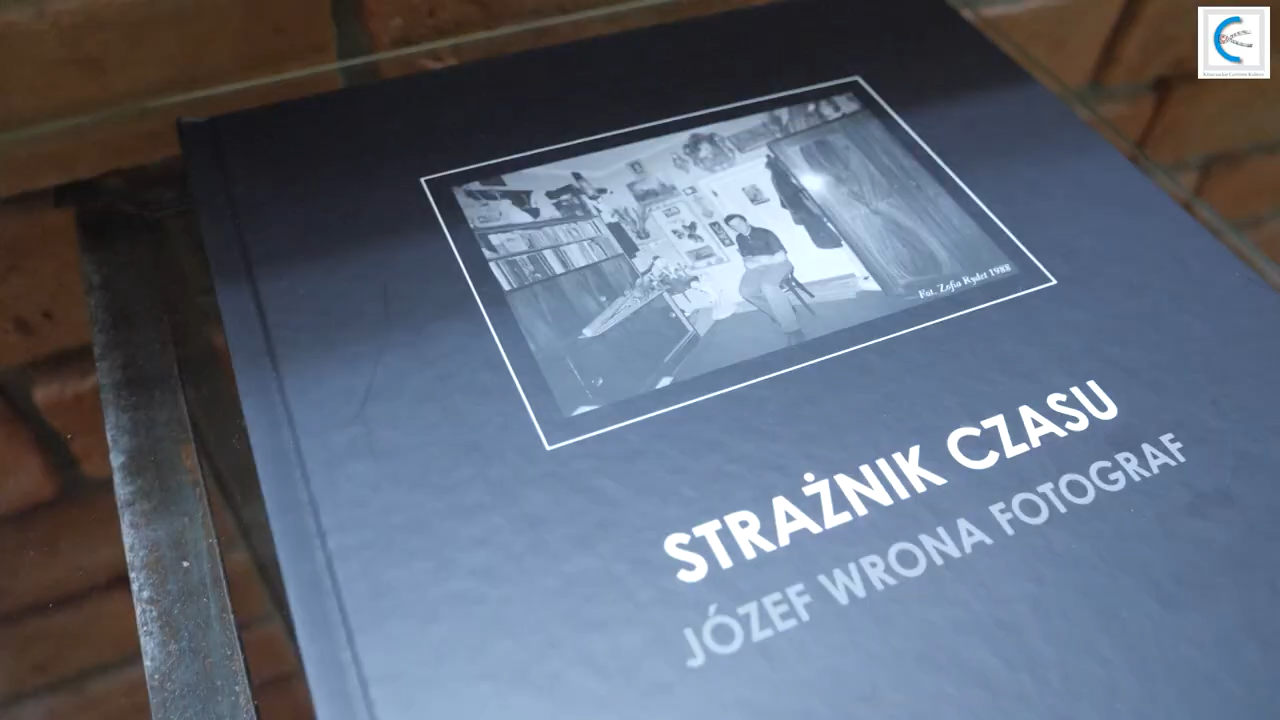 Fot. Zofia Rydet 1988
STRAŻNIK CZASU
JÓZEF WRONA FOTOGRAF